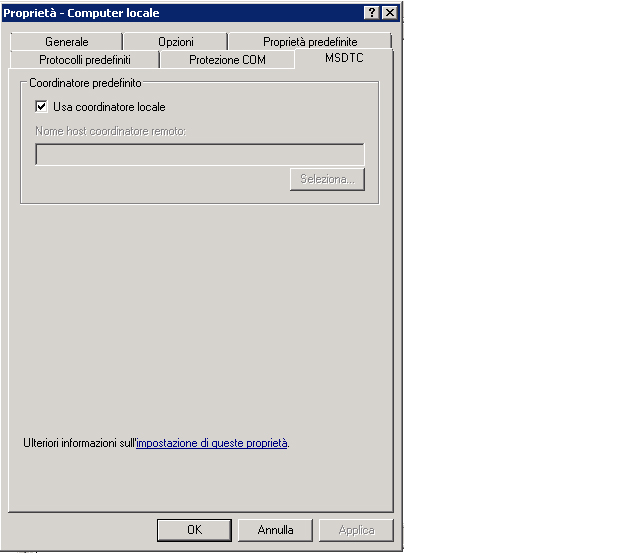 Proprietà - Computer locale
Generale
Opzioni
Proprietà predefinite
Protocolli predefiniti
Protezione COM
MSDTC
Coordinatore predefinito
Usa coordinatore locale
Nome host coordinatore remoto:
Seleziona...
Ulteriori informazioni sull'impostazione di queste proprietà.
OK
Annulla
Applica